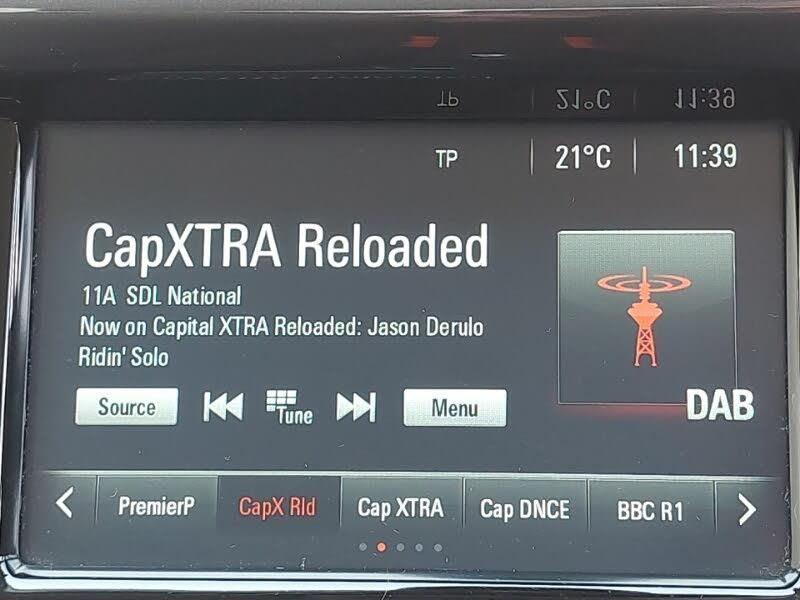 TP 21°C 11:39
CapXTRA Reloaded
11A SDL National
Now on Capital XTRA Reloaded: Jason Derulo
Ridin' Solo
Source Tune Menu
DAB
PremierP CapX Rld Cap XTRA Cap DNCE BBC R1